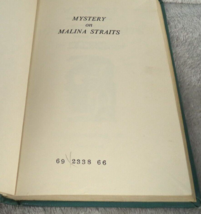 MYSTERY
on
MALINA STRAITS
69 2338 66